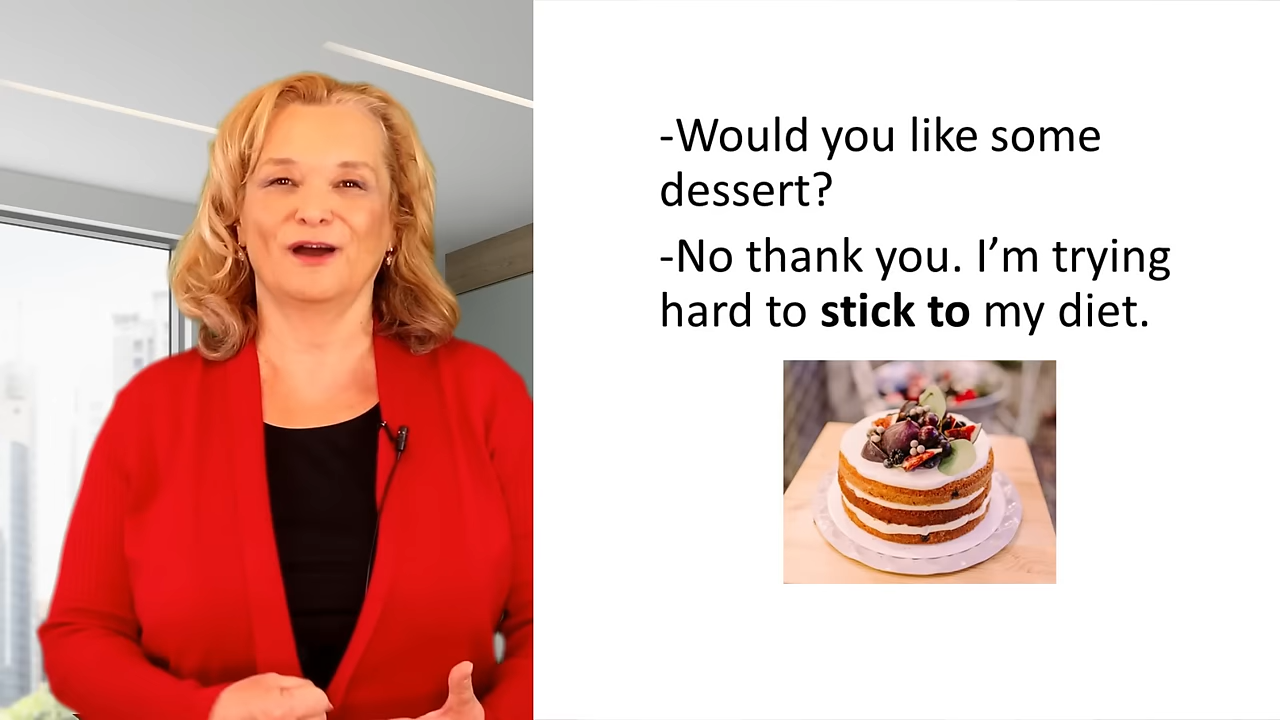 -Would you like some
dessert?
-No thank you. I’m trying
hard to stick to my diet.